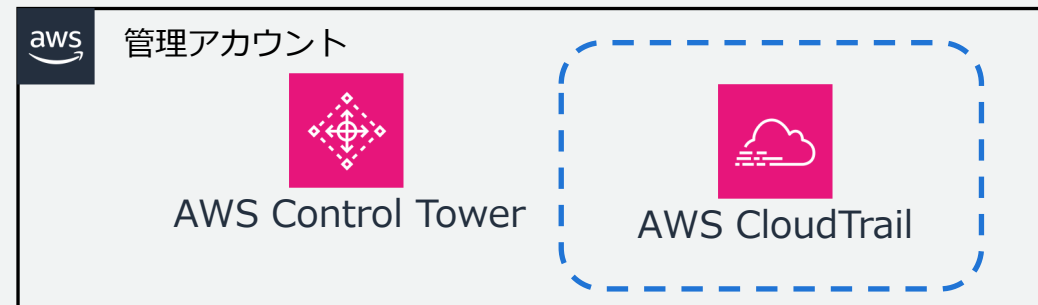 aws
管理アカウント
AWS Control Tower
AWS CloudTrail